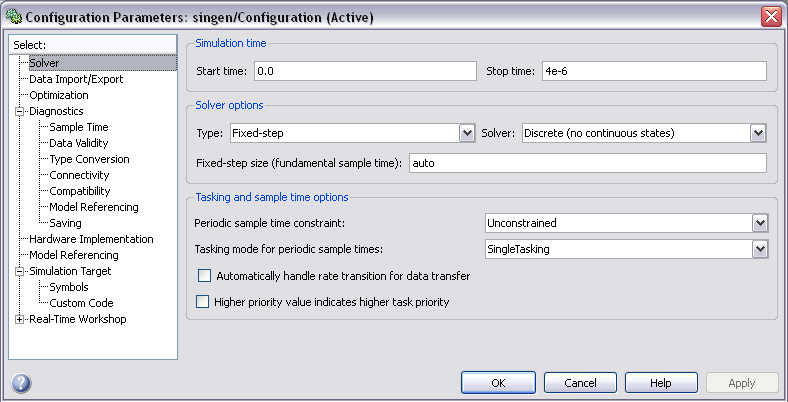 Configuration Parameters: singen/Configuration (Active)
Select:
Solver
Data Import/Export
Optimization
Diagnostics
Sample Time
Data Validity
Type Conversion
Connectivity
Compatibility
Model Referencing
Saving
Hardware Implementation
Model Referencing
Simulation Target
Symbols
Custom Code
Real-Time Workshop
Simulation time
Start time: 0.0 Stop time: 4e-6
Solver options
Type: Fixed-step Solver: Discrete (no continuous states)
Fixed-step size (fundamental sample time): auto
Tasking and sample time options
Periodic sample time constraint: Unconstrained
Tasking mode for periodic sample times: SingleTasking
Automatically handle rate transition for data transfer
Higher priority value indicates higher task priority
OK Cancel Help Apply